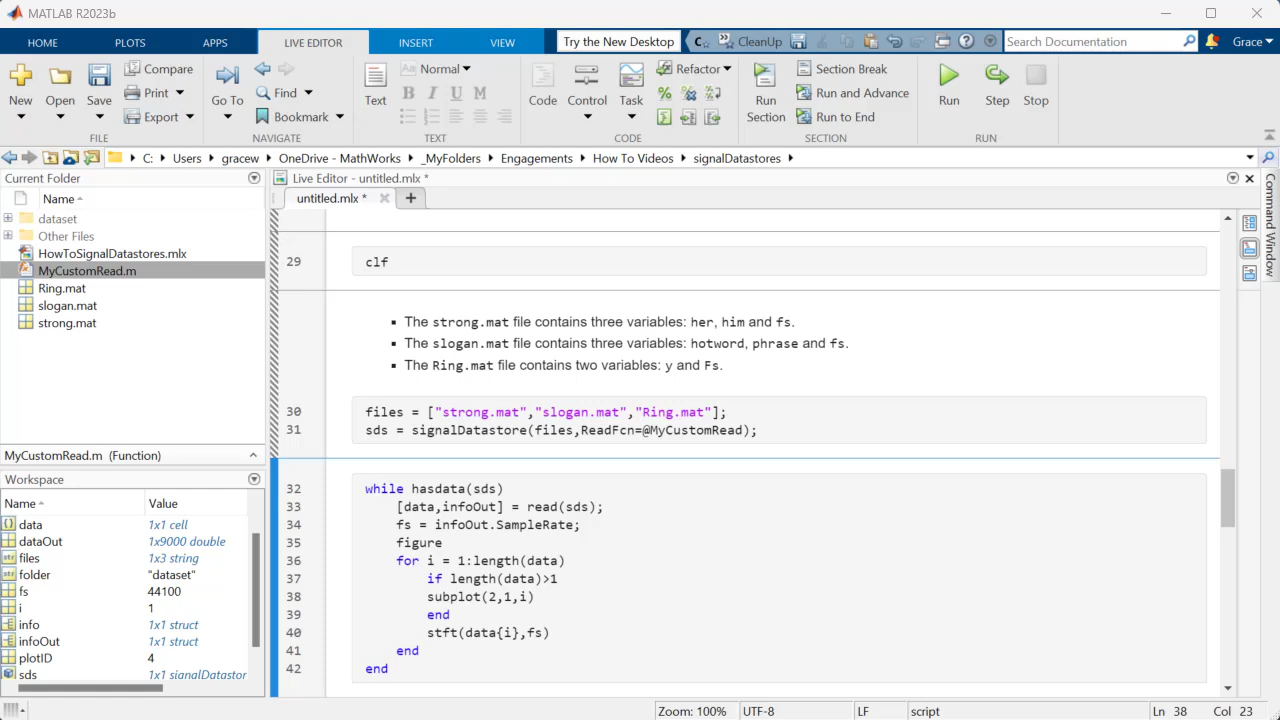 MATLAB R2023b
HOME PLOTS APPS LIVE EDITOR INSERT VIEW Try the New Desktop CleanUp Search Documentation Grace
New Open Save Compare Print Export
Go To Find Bookmark
Text Normal B I U M
Code Control Task Refactor
Run Section Section Break Run and Advance Run to End
Run Step Stop
FILE NAVIGATE TEXT CODE SECTION RUN
C: Users gracew OneDrive - MathWorks _MyFolders Engagements How To Videos signalDatastores
Current Folder
Name
dataset
Other Files
HowToSignalDatastores.mlx
MyCustomRead.m
Ring.mat
slogan.mat
strong.mat
MyCustomRead.m (Function)
Workspace
Name Value
data 1x1 cell
dataOut 1x9000 double
files 1x3 string
folder "dataset"
fs 44100
i 1
info 1x1 struct
infoOut 1x1 struct
plotID 4
sds 1x1 signalDatastor
Live Editor - untitled.mlx *
untitled.mlx *
29 clf
The strong.mat file contains three variables: her, him and fs.
The slogan.mat file contains three variables: hotword, phrase and fs.
The Ring.mat file contains two variables: y and Fs.
30 files = ["strong.mat","slogan.mat","Ring.mat"];
31 sds = signalDatastore(files,ReadFcn=@MyCustomRead);
32 while hasdata(sds)
33 [data,infoOut] = read(sds);
34 fs = infoOut.SampleRate;
35 figure
36 for i = 1:length(data)
37 if length(data)>1
38 subplot(2,1,i)
39 end
40 stft(data{i},fs)
41 end
42 end
Command Window
Zoom: 100% UTF-8 LF script Ln 38 Col 23